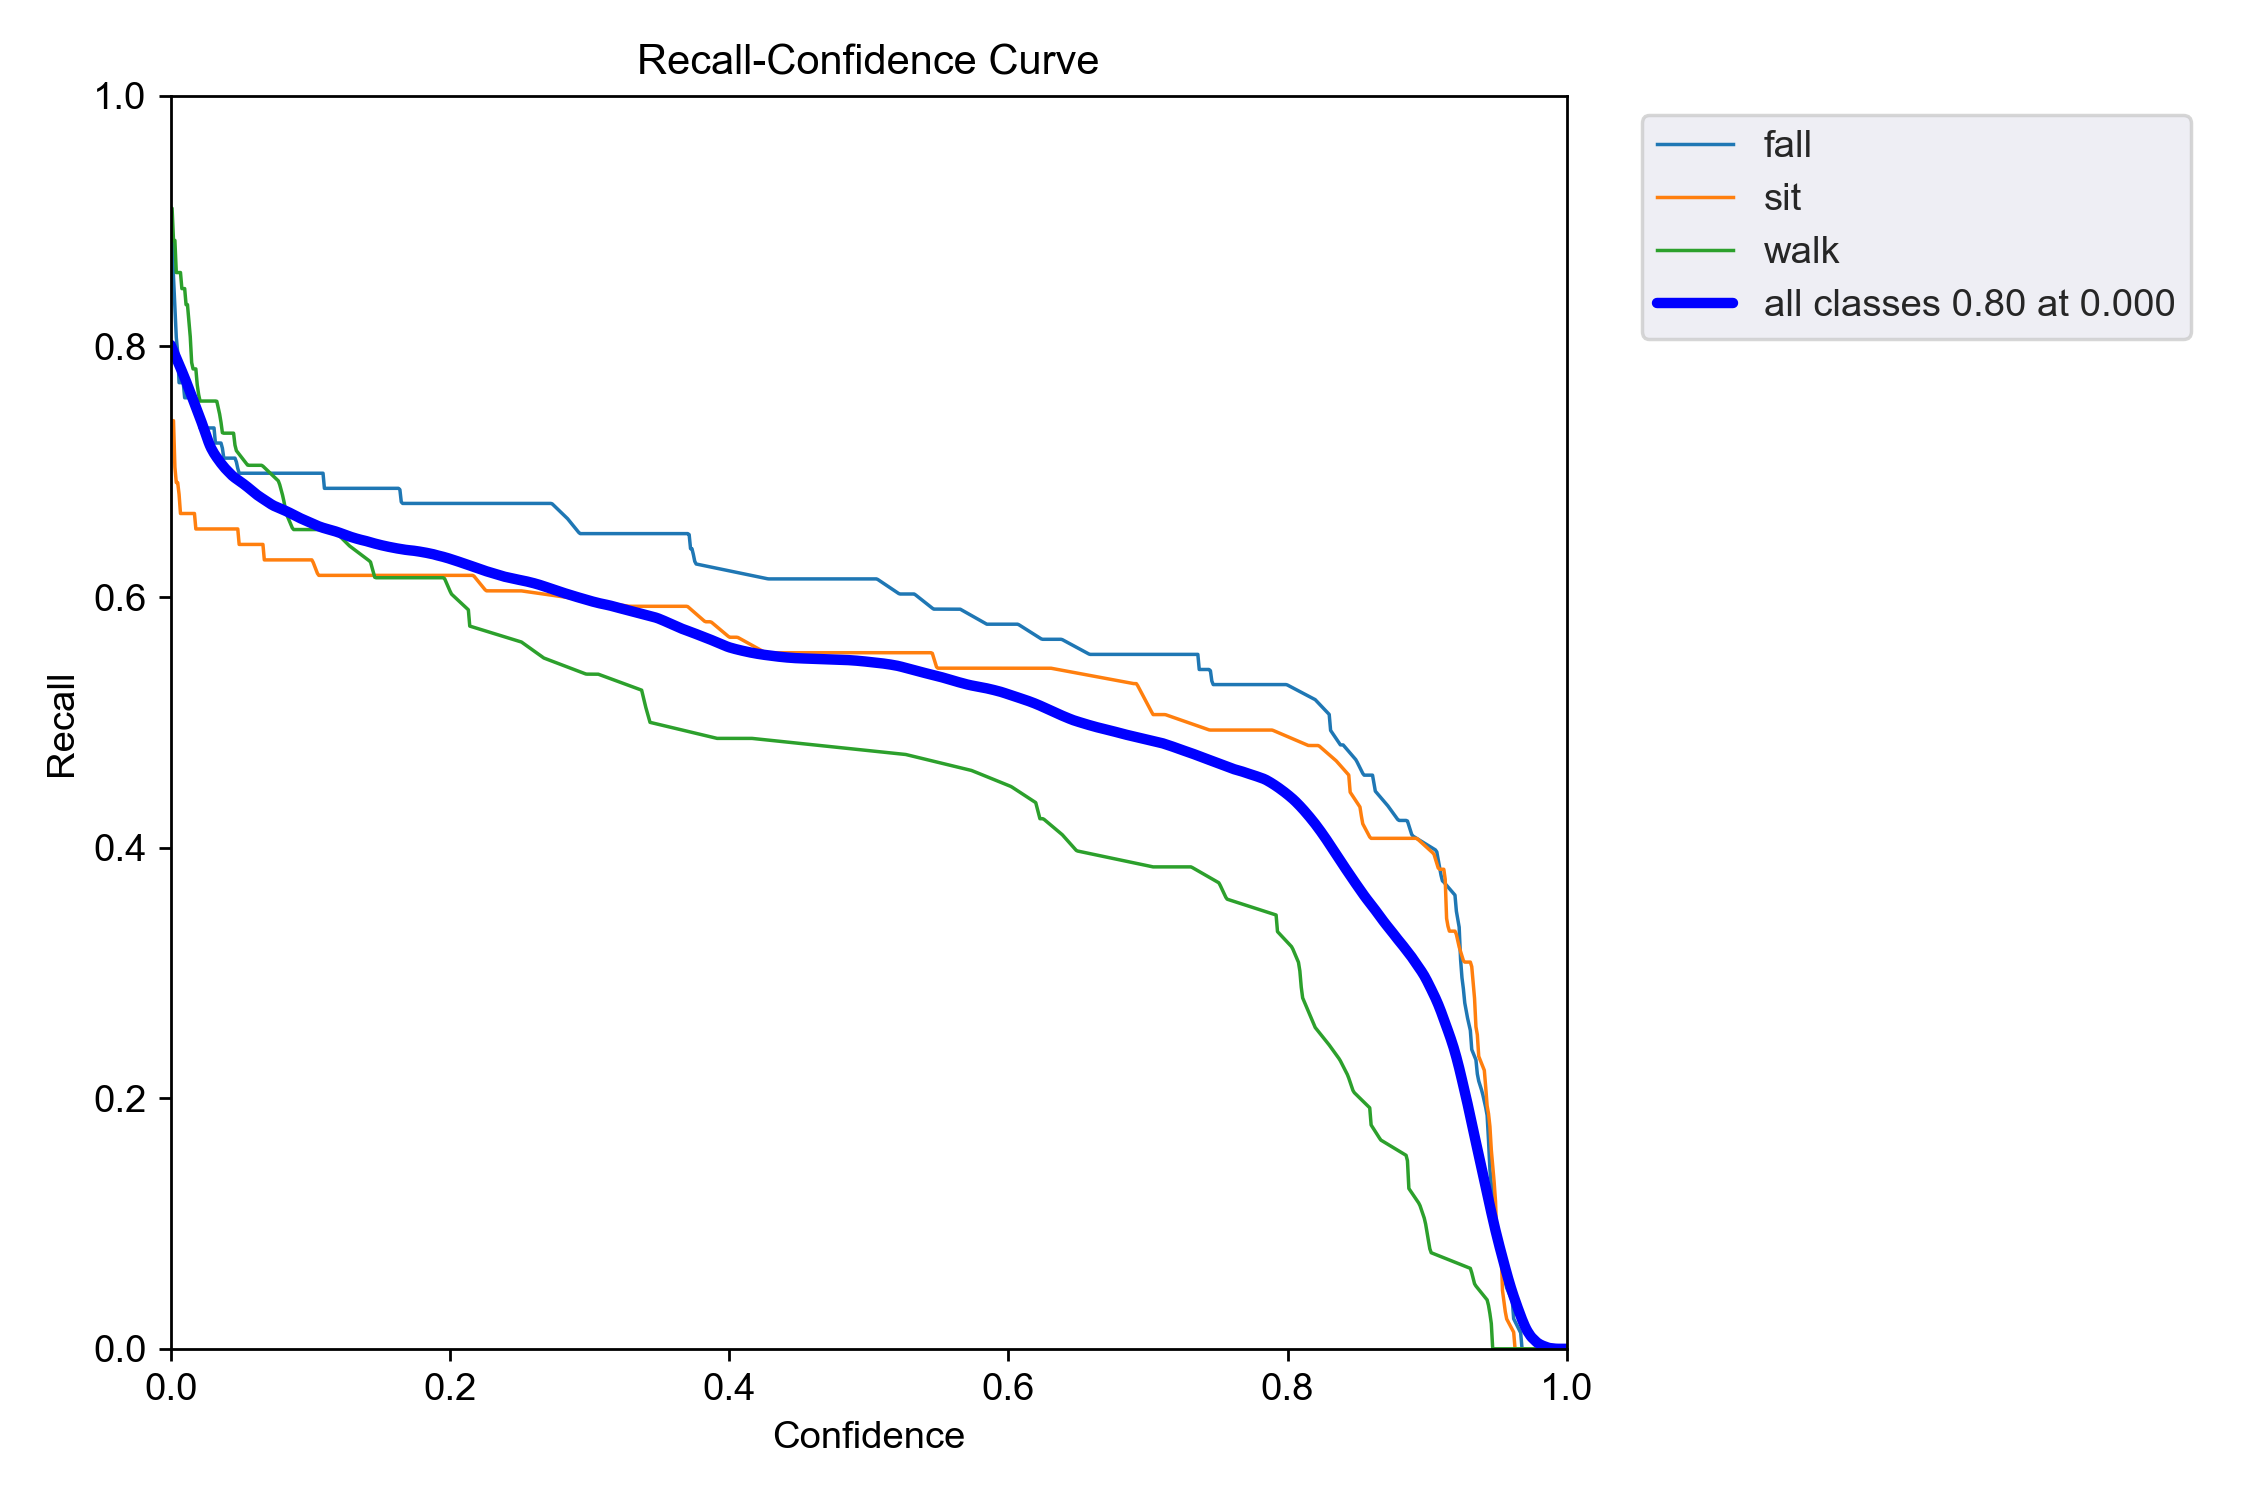 Recall-Confidence Curve
1.0
0.8
0.6
0.4
0.2
0.0
Recall
0.0 0.2 0.4 0.6 0.8 1.0
Confidence
fall
sit
walk
all classes 0.80 at 0.000